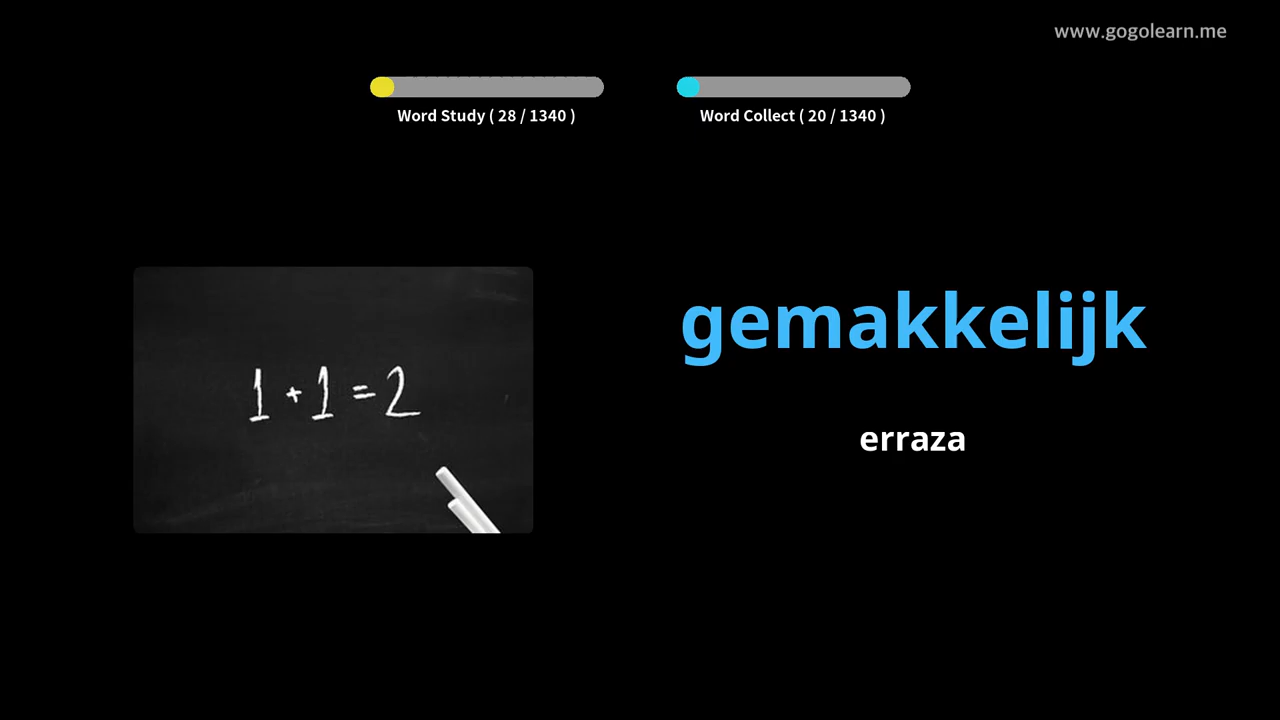 www.gogolearn.me
Word Study ( 28 / 1340 )
Word Collect ( 20 / 1340 )
1 + 1 = 2
gemakkelijk
erraza